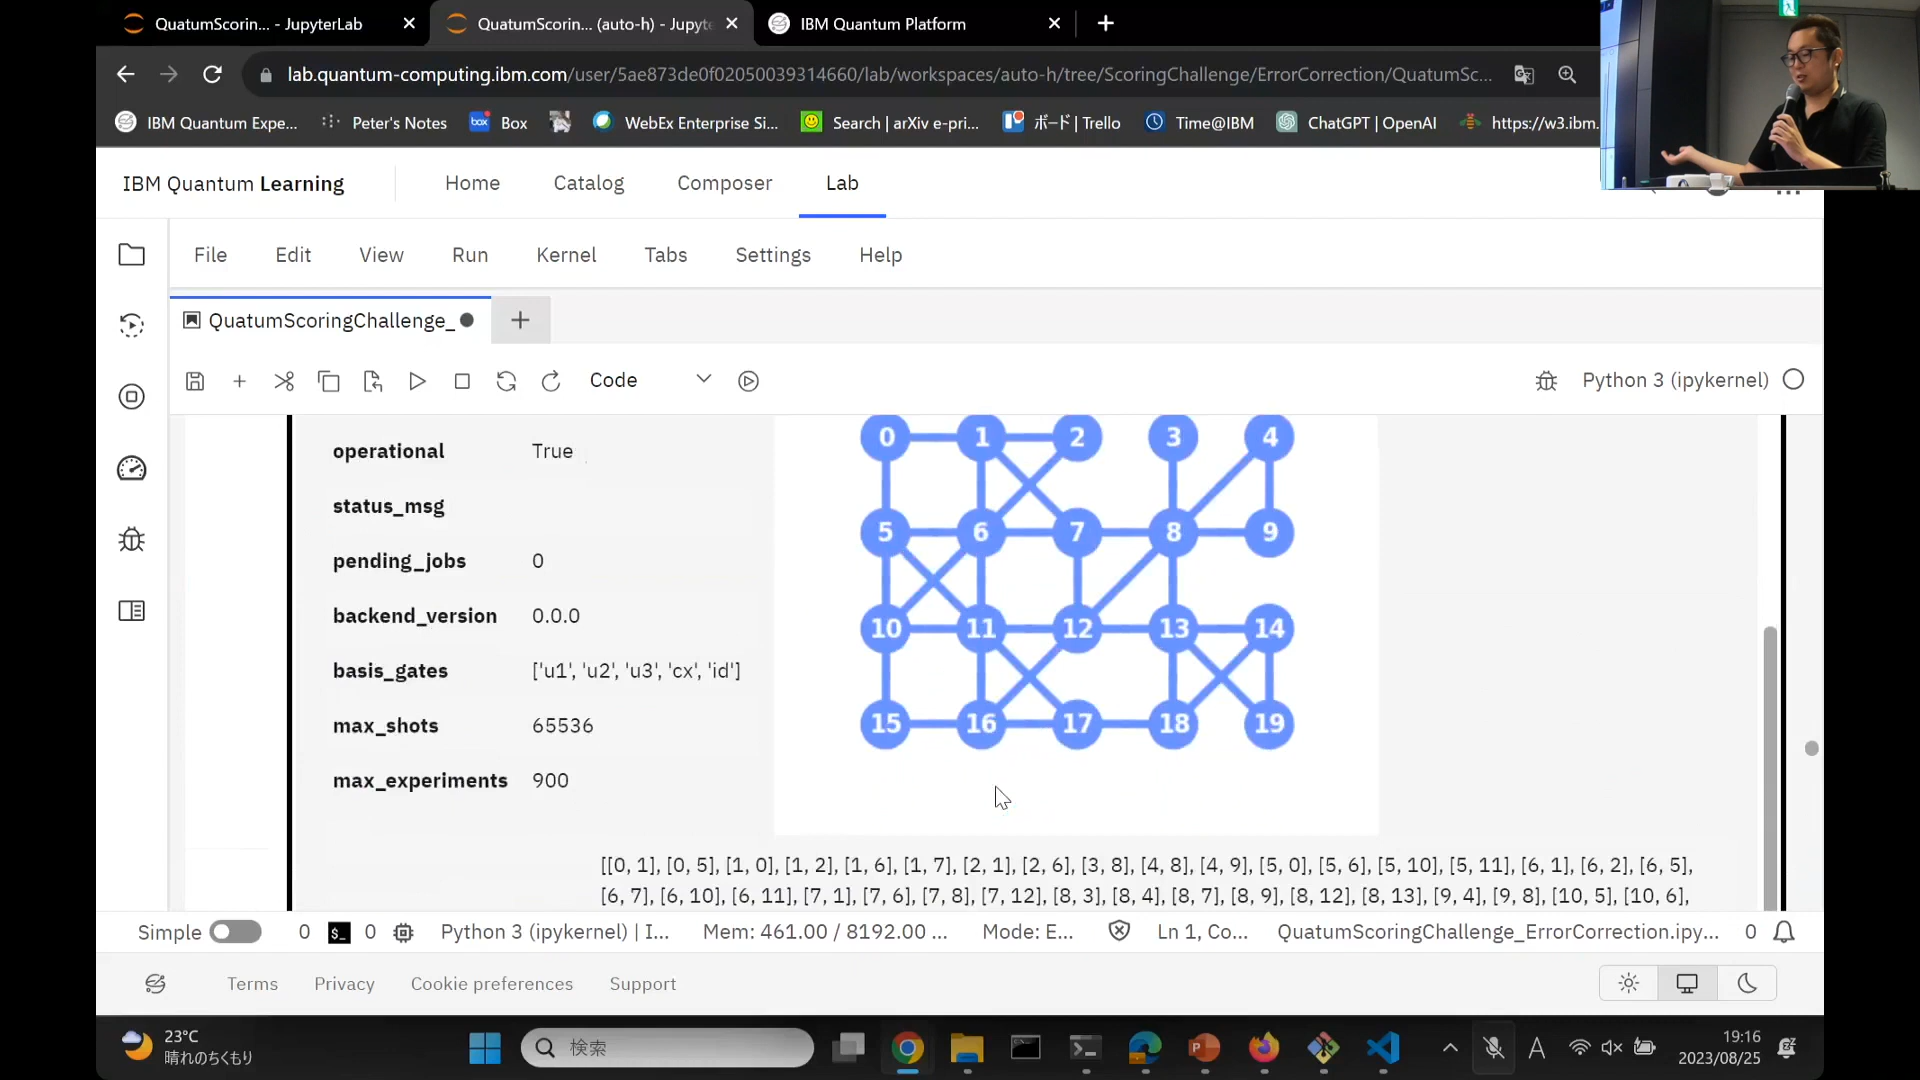 QuatumScorin... - JupyterLab
QuatumScorin... (auto-h) - Jupyte
IBM Quantum Platform
lab.quantum-computing.ibm.com/user/5ae873de0f02050039314660/lab/workspaces/auto-h/tree/ScoringChallenge/ErrorCorrection/QuatumSc...
IBM Quantum Expe...
Peter's Notes
box Box
WebEx Enterprise Si...
Search | arXiv e-pri...
ボード | Trello
Time@IBM
ChatGPT | OpenAI
https://w3.ibm.
IBM Quantum Learning
Home
Catalog
Composer
Lab
File
Edit
View
Run
Kernel
Tabs
Settings
Help
QuatumScoringChallenge_
Code
Python 3 (ipykernel)
operational True
status_msg
pending_jobs 0
backend_version 0.0.0
basis_gates ['u1', 'u2', 'u3', 'cx', 'id']
max_shots 65536
max_experiments 900
0 1 2 3 4
5 6 7 8 9
10 11 12 13 14
15 16 17 18 19
[[0, 1], [0, 5], [1, 0], [1, 2], [1, 6], [1, 7], [2, 1], [2, 6], [3, 8], [4, 8], [4, 9], [5, 0], [5, 6], [5, 10], [5, 11], [6, 1], [6, 2], [6, 5],
[6, 7], [6, 10], [6, 11], [7, 1], [7, 6], [7, 8], [7, 12], [8, 3], [8, 4], [8, 7], [8, 9], [8, 12], [8, 13], [9, 4], [9, 8], [10, 5], [10, 6],
Simple
0 $_ 0
Python 3 (ipykernel) | I...
Mem: 461.00 / 8192.00 ...
Mode: E...
Ln 1, Co...
QuatumScoringChallenge_ErrorCorrection.ipy...
0
Terms
Privacy
Cookie preferences
Support
23°C
晴れのちくもり
検索
A
19:16
2023/08/25